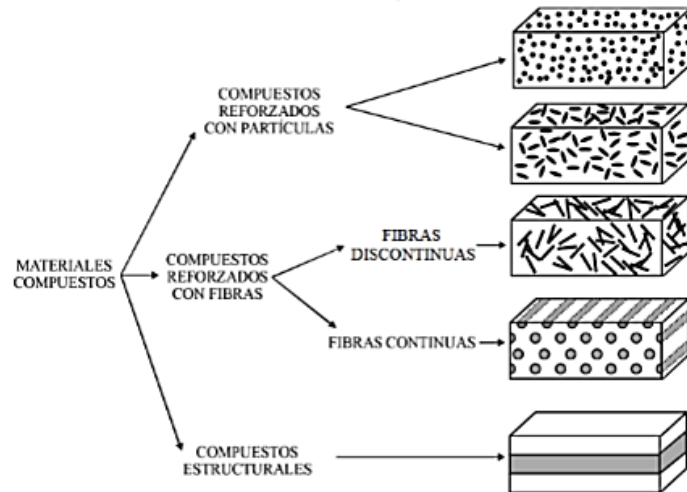 COMPUESTOS
REFORZADOS
CON PARTÍCULAS
MATERIALES
COMPUESTOS
COMPUESTOS
REFORZADOS
CON FIBRAS
FIBRAS
DISCONTINUAS
FIBRAS CONTINUAS
COMPUESTOS
ESTRUCTURALES